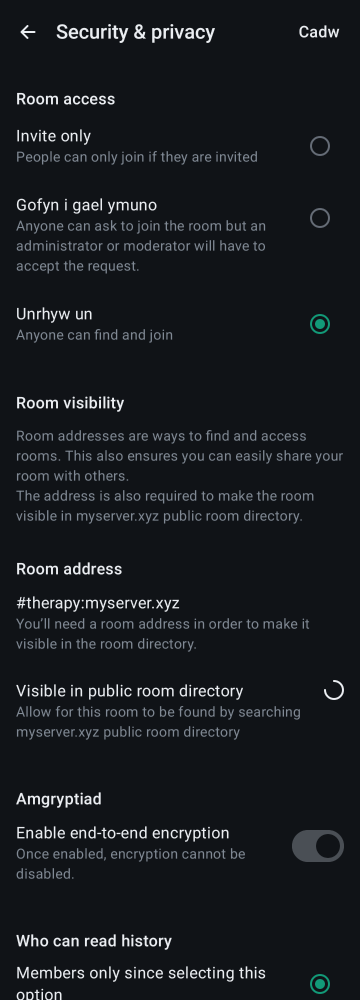 Security & privacy
Cadw
Room access
Invite only
People can only join if they are invited
Gofyn i gael ymuno
Anyone can ask to join the room but an
administrator or moderator will have to
accept the request.
Unrhyw un
Anyone can find and join
Room visibility
Room addresses are ways to find and access
rooms. This also ensures you can easily share your
room with others.
The address is also required to make the room
visible in myserver.xyz public room directory.
Room address
#therapy:myserver.xyz
You’ll need a room address in order to make it
visible in the room directory.
Visible in public room directory
Allow for this room to be found by searching
myserver.xyz public room directory
Amgryptiad
Enable end-to-end encryption
Once enabled, encryption cannot be
disabled.
Who can read history
Members only since selecting this
option